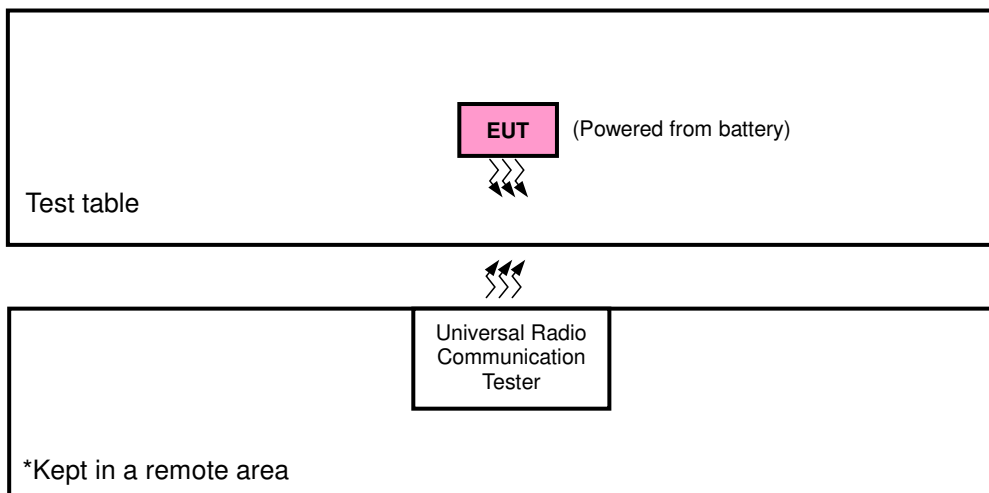 EUT
(Powered from battery)
Test table
Universal Radio
Communication
Tester
*Kept in a remote area